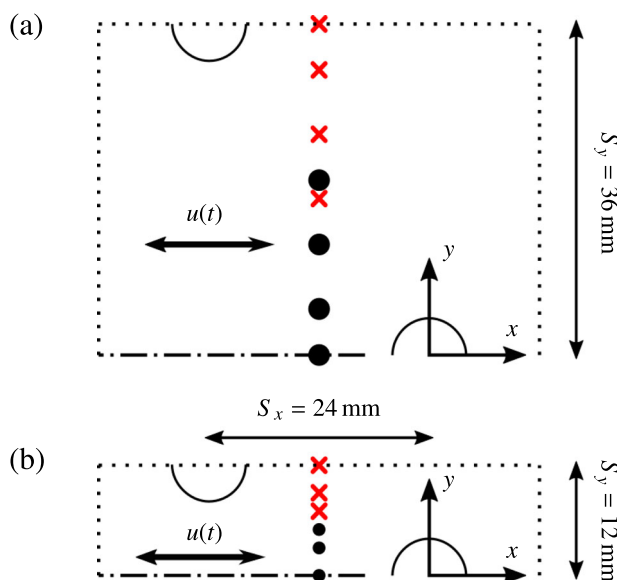 (a)
u(t)
y
x
S_y = 36 mm
S_x = 24 mm
(b)
u(t)
y
x
S_y = 12 mm